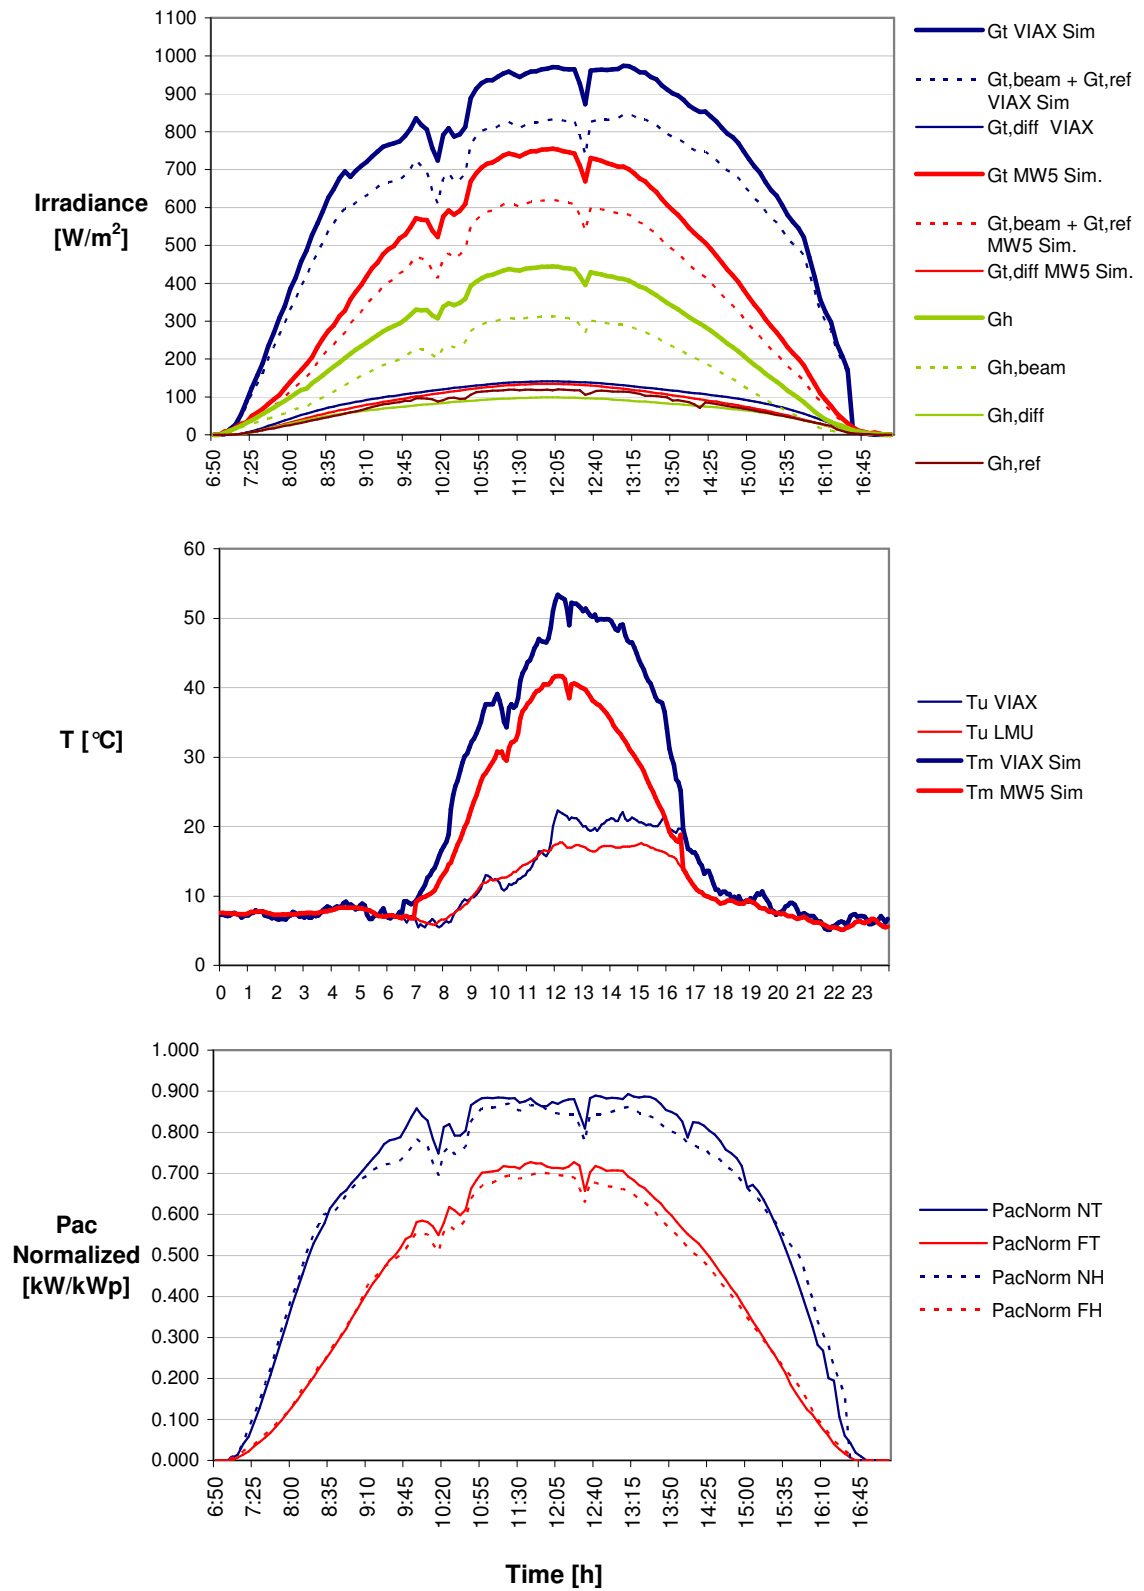 1100
1000
900
800
700
600
500
400
300
200
100
0
Irradiance
[W/m²]
6:50
7:25
8:00
8:35
9:10
9:45
10:20
10:55
11:30
12:05
12:40
13:15
13:50
14:25
15:00
15:35
16:10
16:45
Gt VIAX Sim
Gt,beam + Gt,ref
VIAX Sim
Gt,diff VIAX
Gt MW5 Sim.
Gt,beam + Gt,ref
MW5 Sim.
Gt,diff MW5 Sim.
Gh
Gh,beam
Gh,diff
Gh,ref
60
50
40
30
20
10
0
T [°C]
0 1 2 3 4 5 6 7 8 9 10 11 12 13 14 15 16 17 18 19 20 21 22 23
Tu VIAX
Tu LMU
Tm VIAX Sim
Tm MW5 Sim
1.000
0.900
0.800
0.700
0.600
0.500
0.400
0.300
0.200
0.100
0.000
Pac
Normalized
[kW/kWp]
6:50
7:25
8:00
8:35
9:10
9:45
10:20
10:55
11:30
12:05
12:40
13:15
13:50
14:25
15:00
15:35
16:10
16:45
PacNorm NT
PacNorm FT
PacNorm NH
PacNorm FH
Time [h]